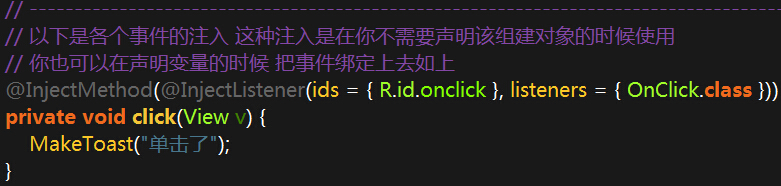 // ---------------------------------------------------------------------------
// 以下是各个事件的注入 这种注入是在你不需要声明该组建对象的时候使用
// 你也可以在声明变量的时候 把事件绑定上去如上
@InjectMethod(@InjectListener(ids = { R.id.onclick }, listeners = { OnClick.class }))
private void click(View v) {
    MakeToast("单击了");
}